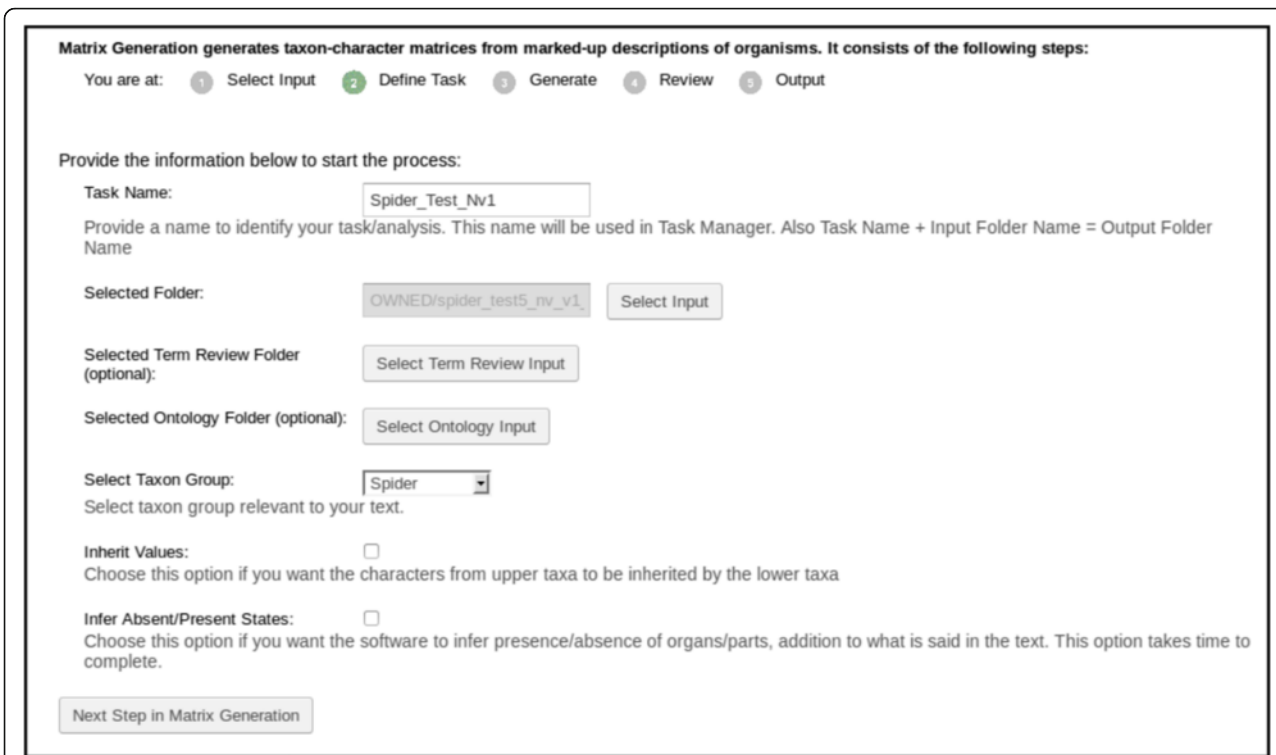 Matrix Generation generates taxon-character matrices from marked-up descriptions of organisms. It consists of the following steps:
You are at: 1 Select Input 2 Define Task 3 Generate 4 Review 5 Output
Provide the information below to start the process:
Task Name: Spider_Test_Nv1
Provide a name to identify your task/analysis. This name will be used in Task Manager. Also Task Name + Input Folder Name = Output Folder
Name
Selected Folder: OWNED/spider_test5_nv_v1_ Select Input
Selected Term Review Folder
(optional): Select Term Review Input
Selected Ontology Folder (optional): Select Ontology Input
Select Taxon Group: Spider
Select taxon group relevant to your text.
Inherit Values:
Choose this option if you want the characters from upper taxa to be inherited by the lower taxa
Infer Absent/Present States:
Choose this option if you want the software to infer presence/absence of organs/parts, addition to what is said in the text. This option takes time to
complete.
Next Step in Matrix Generation